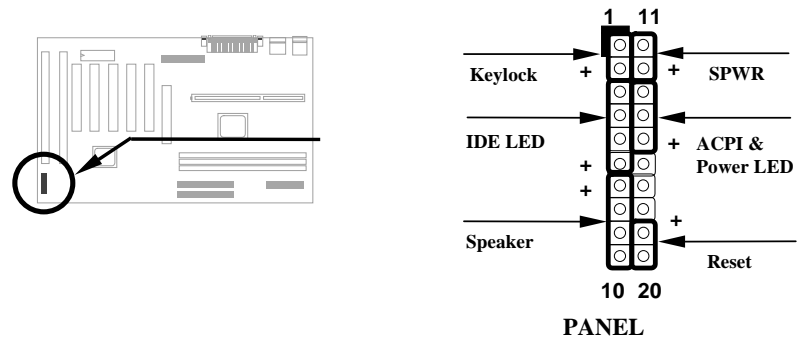 1 11
Keylock + + SPWR
IDE LED + ACPI &
Power LED
+
+
+
Speaker
Reset
10 20
PANEL